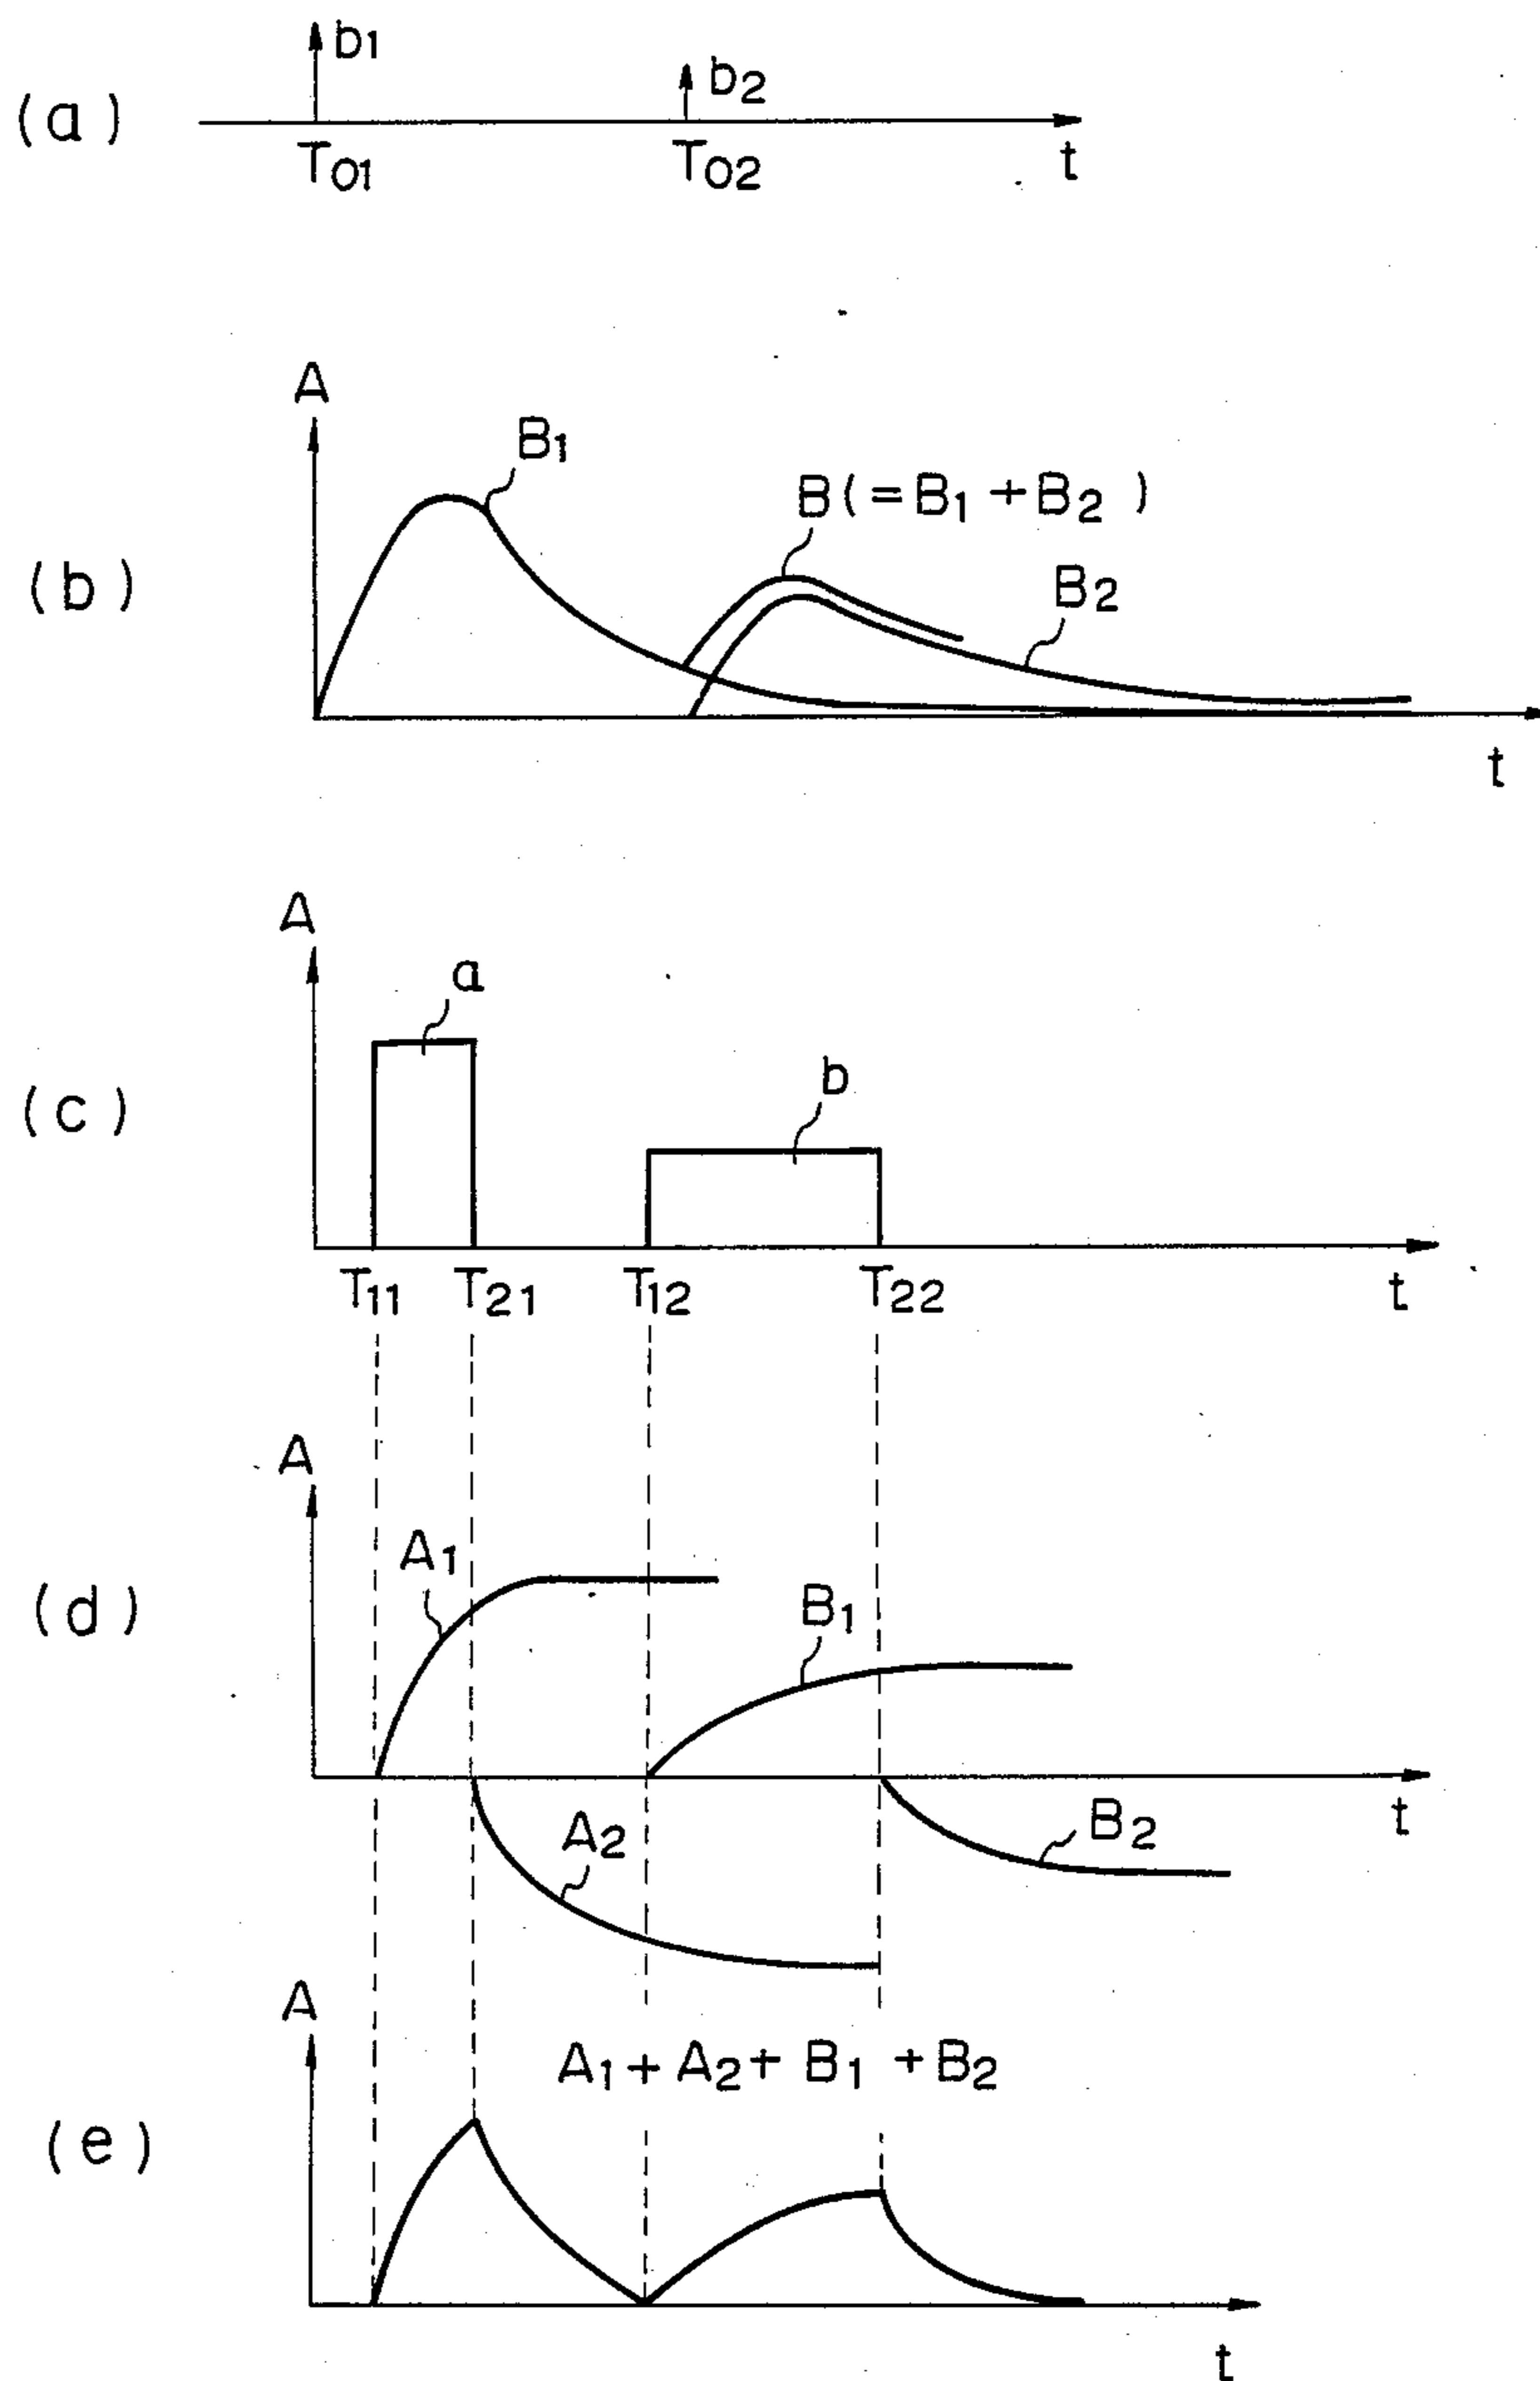 (a)
b1
b2
T01
T02
t
(b)
A
B1
B(=B1+B2)
B2
t
(c)
A
a
b
T11
T21
T12
T22
t
(d)
A
A1
B1
A2
B2
t
(e)
A
A1+A2+B1+B2
t